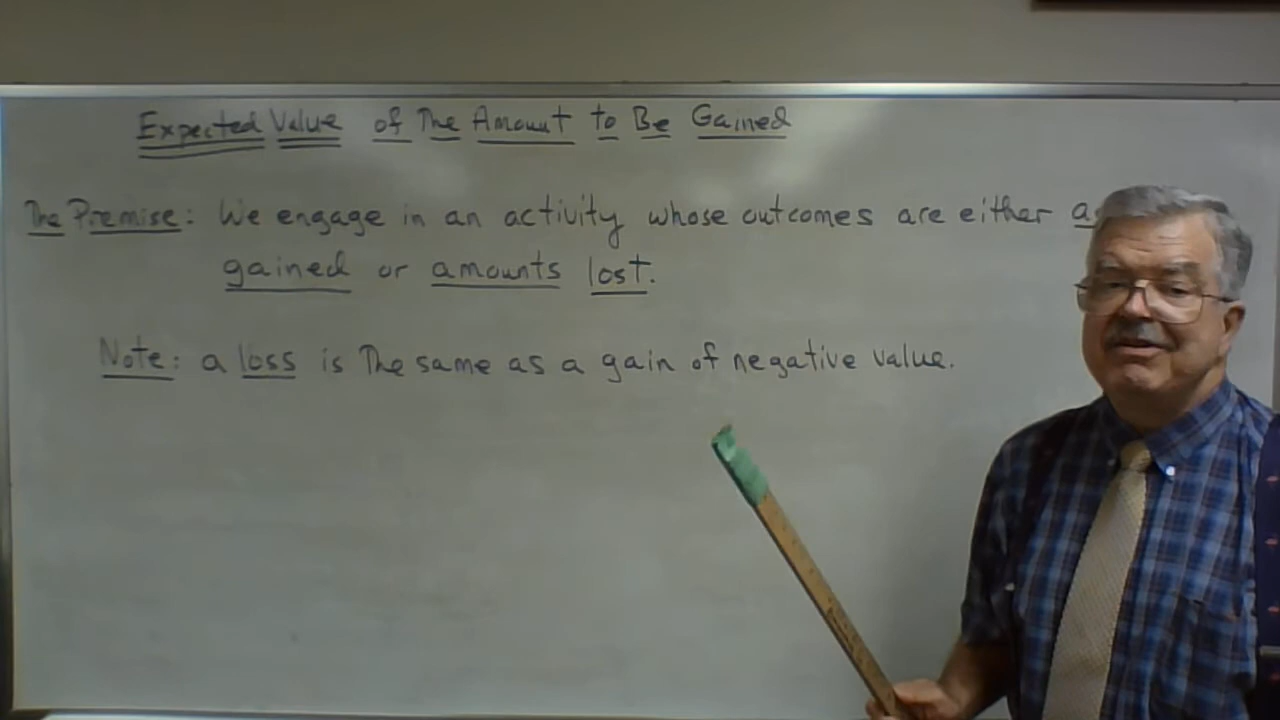 Expected Value of The Amount to Be Gained
The Premise: We engage in an activity whose outcomes are either
gained or amounts lost.
Note: a loss is The same as a gain of negative value.